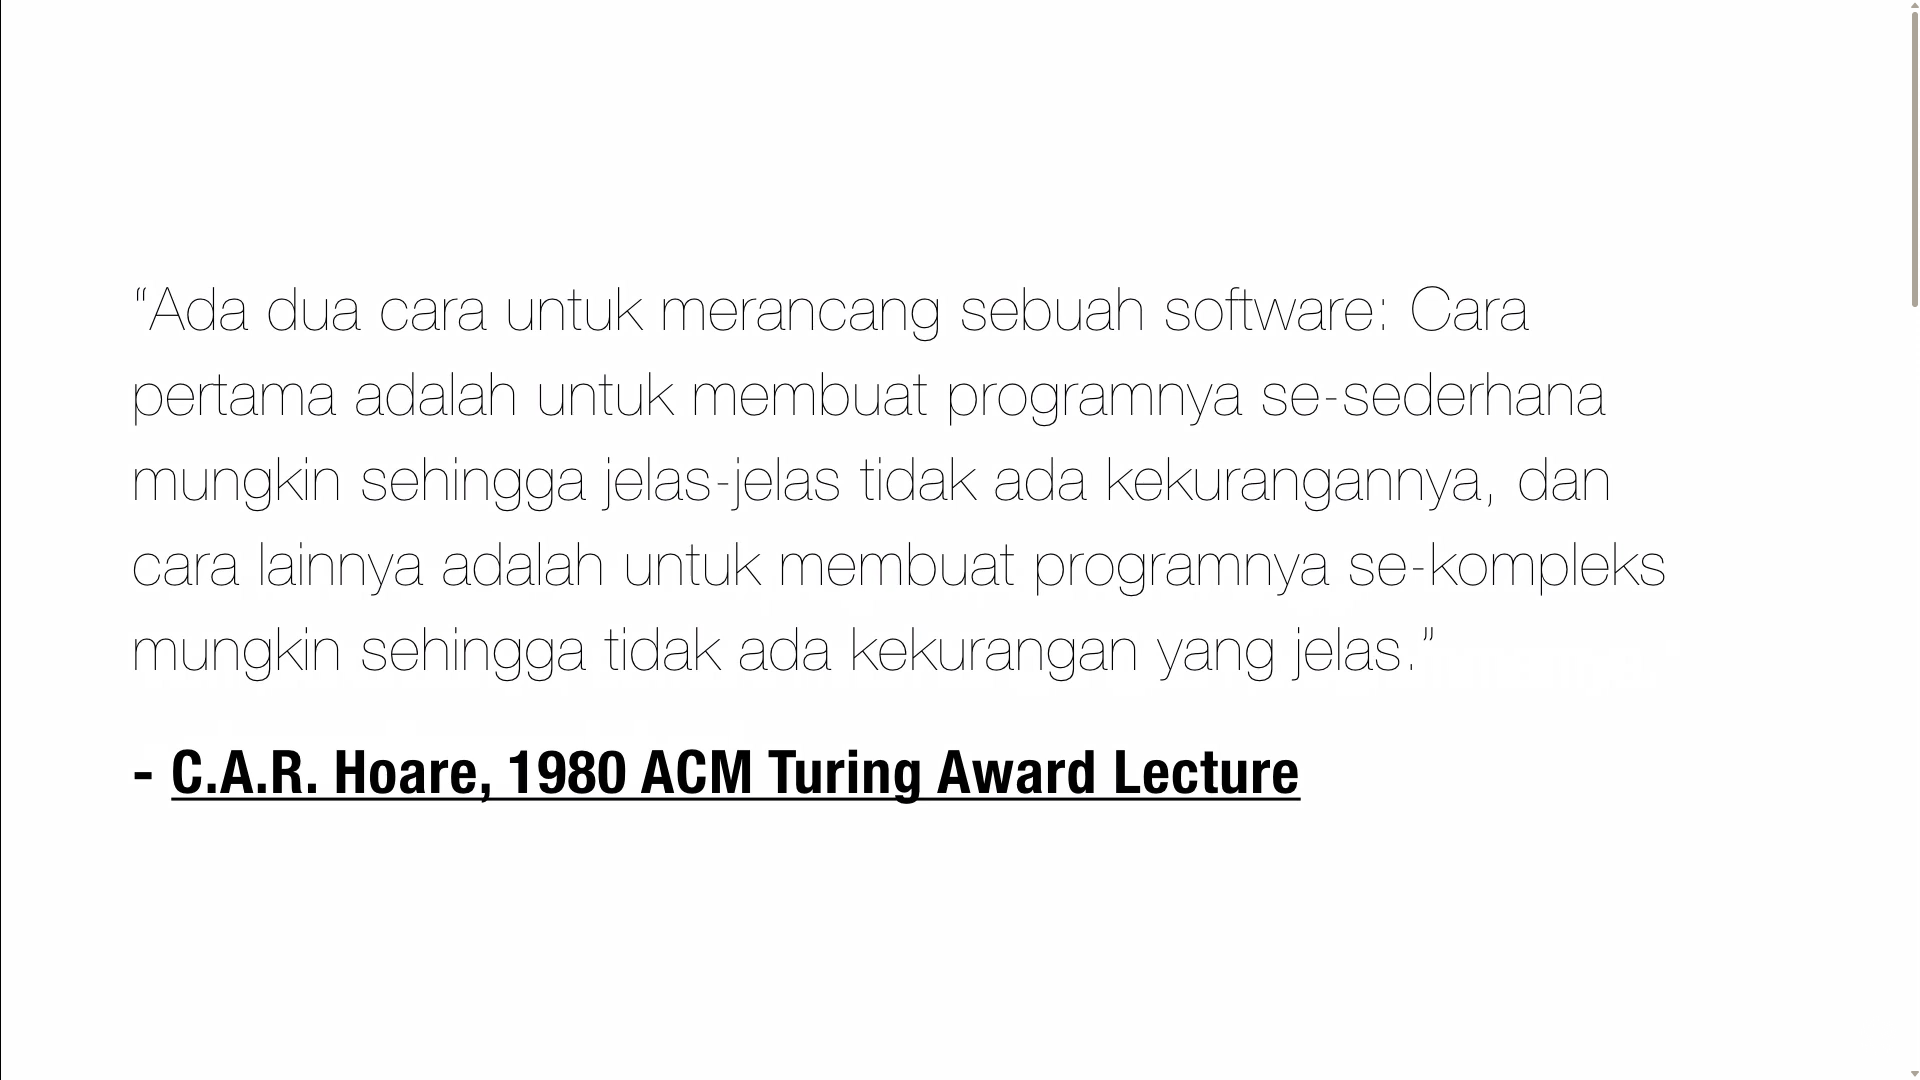 “Ada dua cara untuk merancang sebuah software: Cara
pertama adalah untuk membuat programnya se-sederhana
mungkin sehingga jelas-jelas tidak ada kekurangannya, dan
cara lainnya adalah untuk membuat programnya se-kompleks
mungkin sehingga tidak ada kekurangan yang jelas.”
- C.A.R. Hoare, 1980 ACM Turing Award Lecture